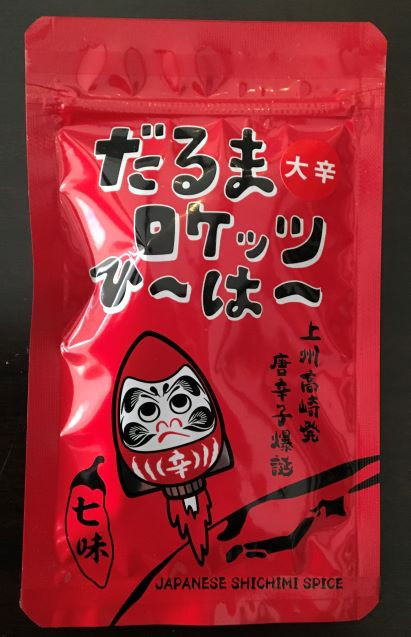 だるま
大辛
ロケッツ
ひ～は～
上州高崎発
唐辛子爆誕
辛
七味
JAPANESE SHICHIMI SPICE